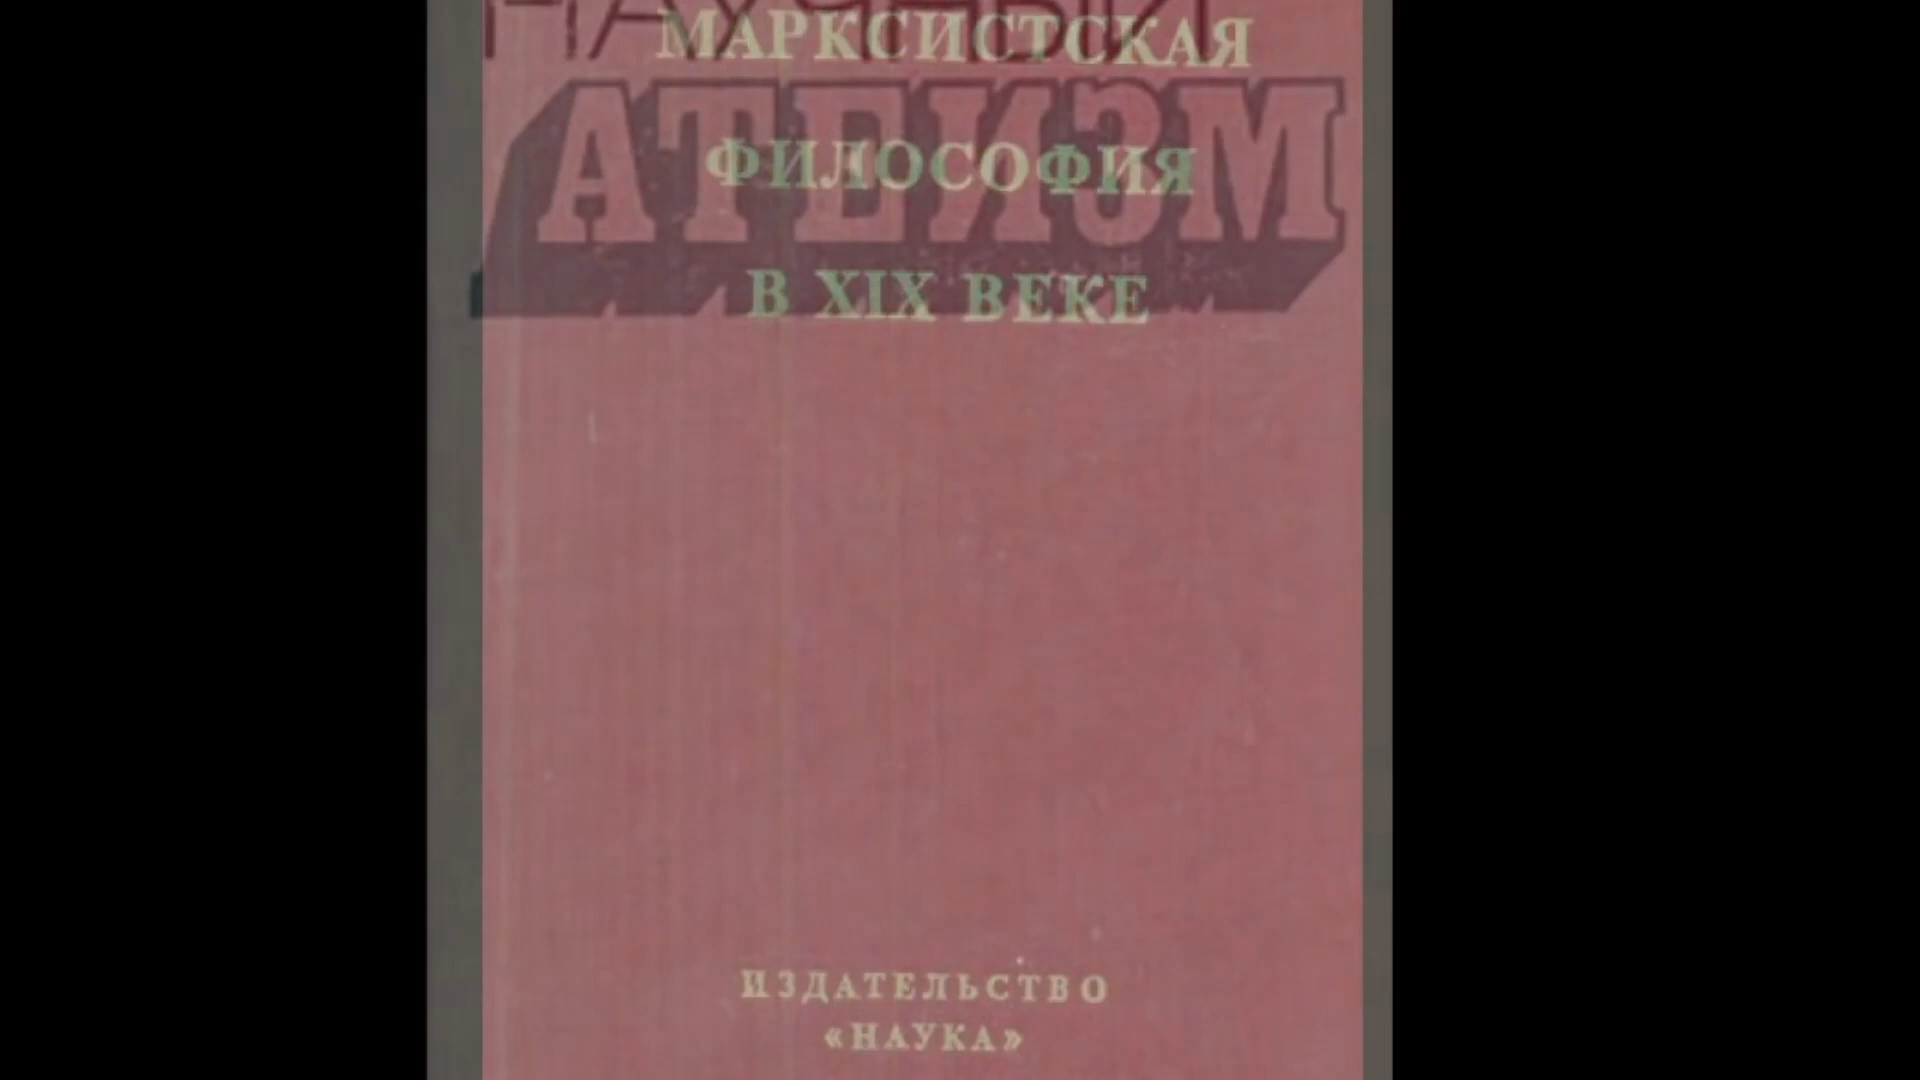 НАУЧНЫЙ
МАРКСИСТСКАЯ
АТЕИЗМ
ФИЛОСОФИЯ
В XIX ВЕКЕ
ИЗДАТЕЛЬСТВО
«НАУКА»